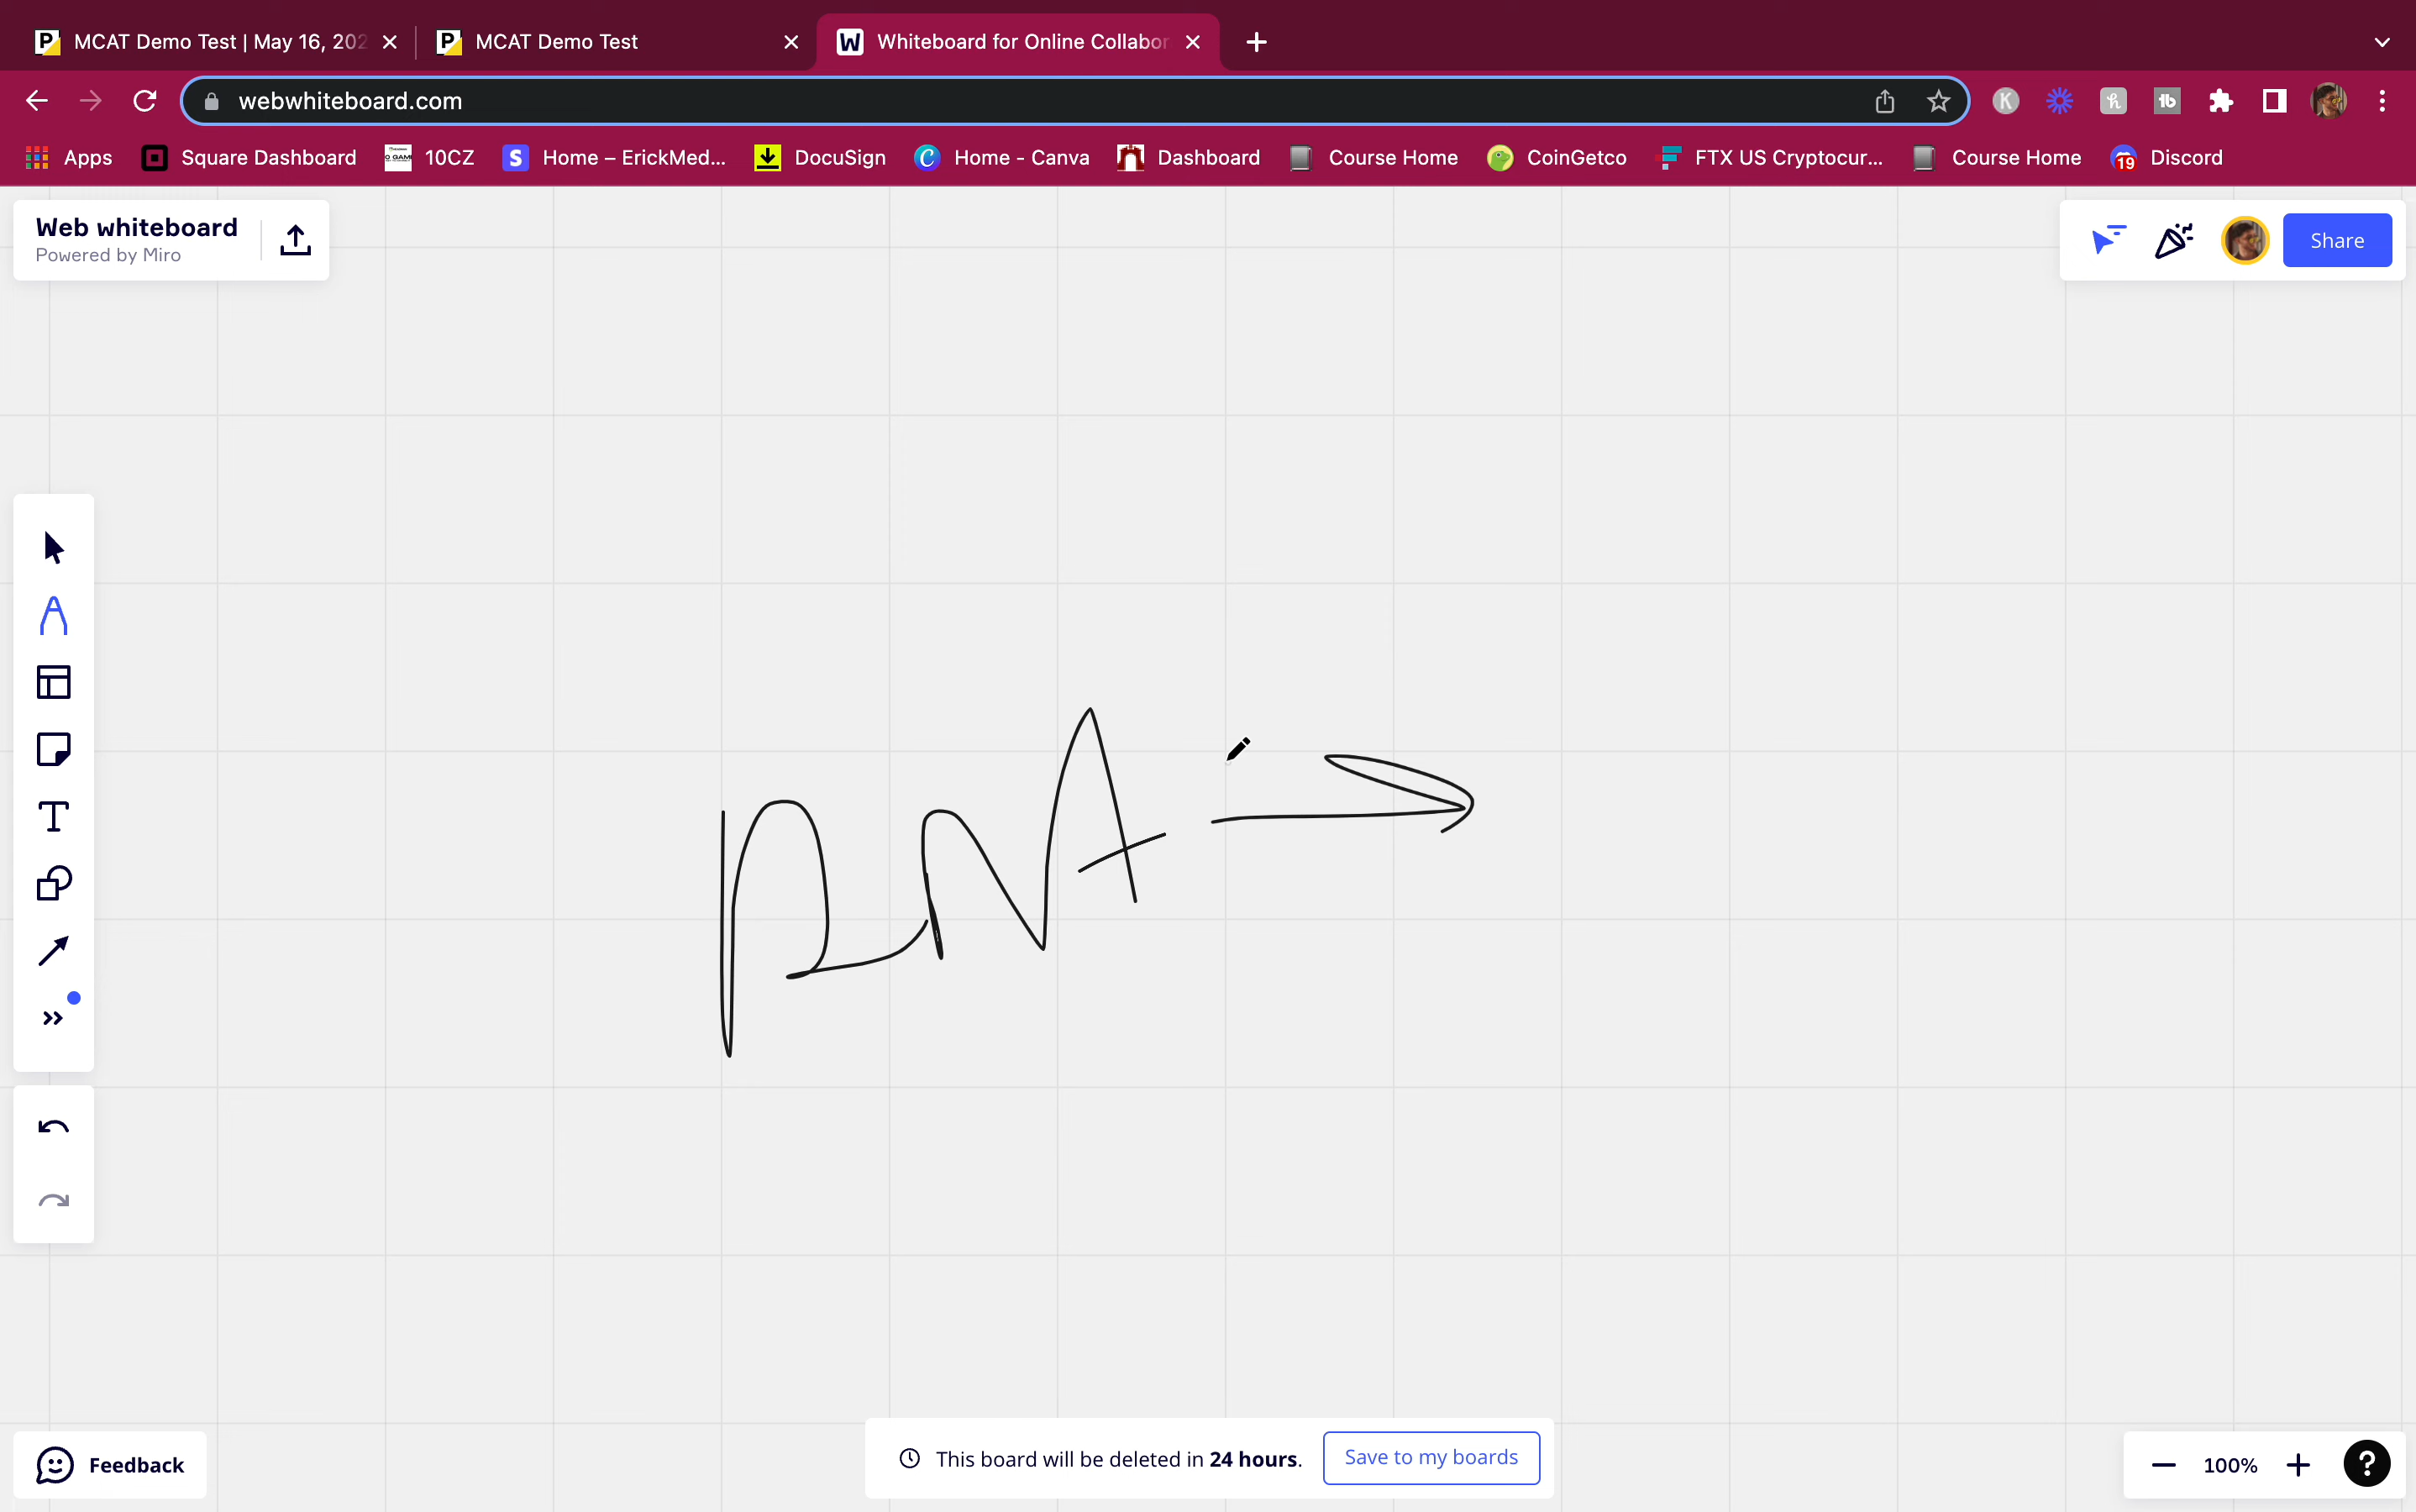 MCAT Demo Test | May 16, 202
MCAT Demo Test
Whiteboard for Online Collabor
webwhiteboard.com
Apps
Square Dashboard
10CZ
Home – ErickMed...
DocuSign
Home - Canva
Dashboard
Course Home
CoinGetco
FTX US Cryptocur...
Course Home
19
Discord
Web whiteboard
Powered by Miro
Share
DNA →
This board will be deleted in 24 hours.
Save to my boards
Feedback
100%